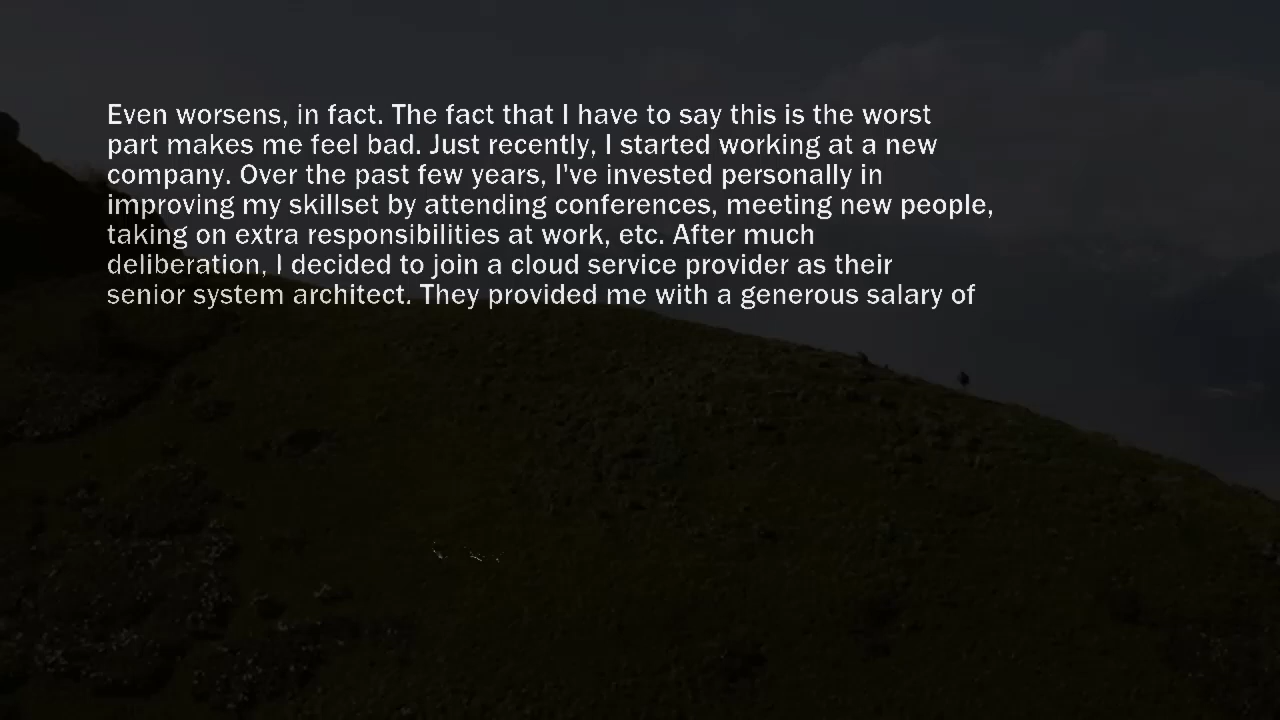 Even worsens, in fact. The fact that I have to say this is the worst
part makes me feel bad. Just recently, I started working at a new
company. Over the past few years, I've invested personally in
improving my skillset by attending conferences, meeting new people,
taking on extra responsibilities at work, etc. After much
deliberation, I decided to join a cloud service provider as their
senior system architect. They provided me with a generous salary of